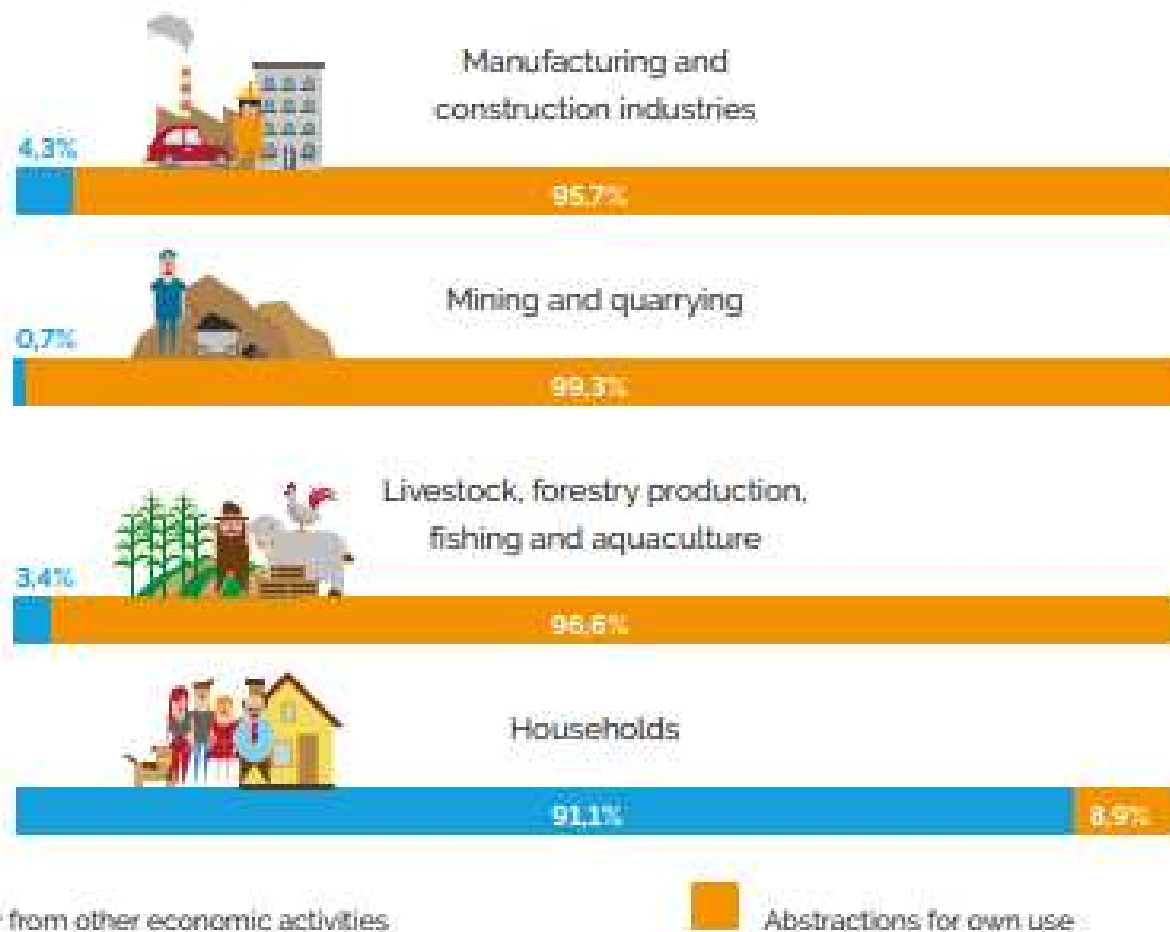 Manufacturing and
construction industries
4,3%
95,7%
Mining and quarrying
0,7%
99,3%
Livestock, forestry production,
fishing and aquaculture
3,4%
96,6%
Households
91,1%
8,9%
from other economic activities
Abstractions for own use